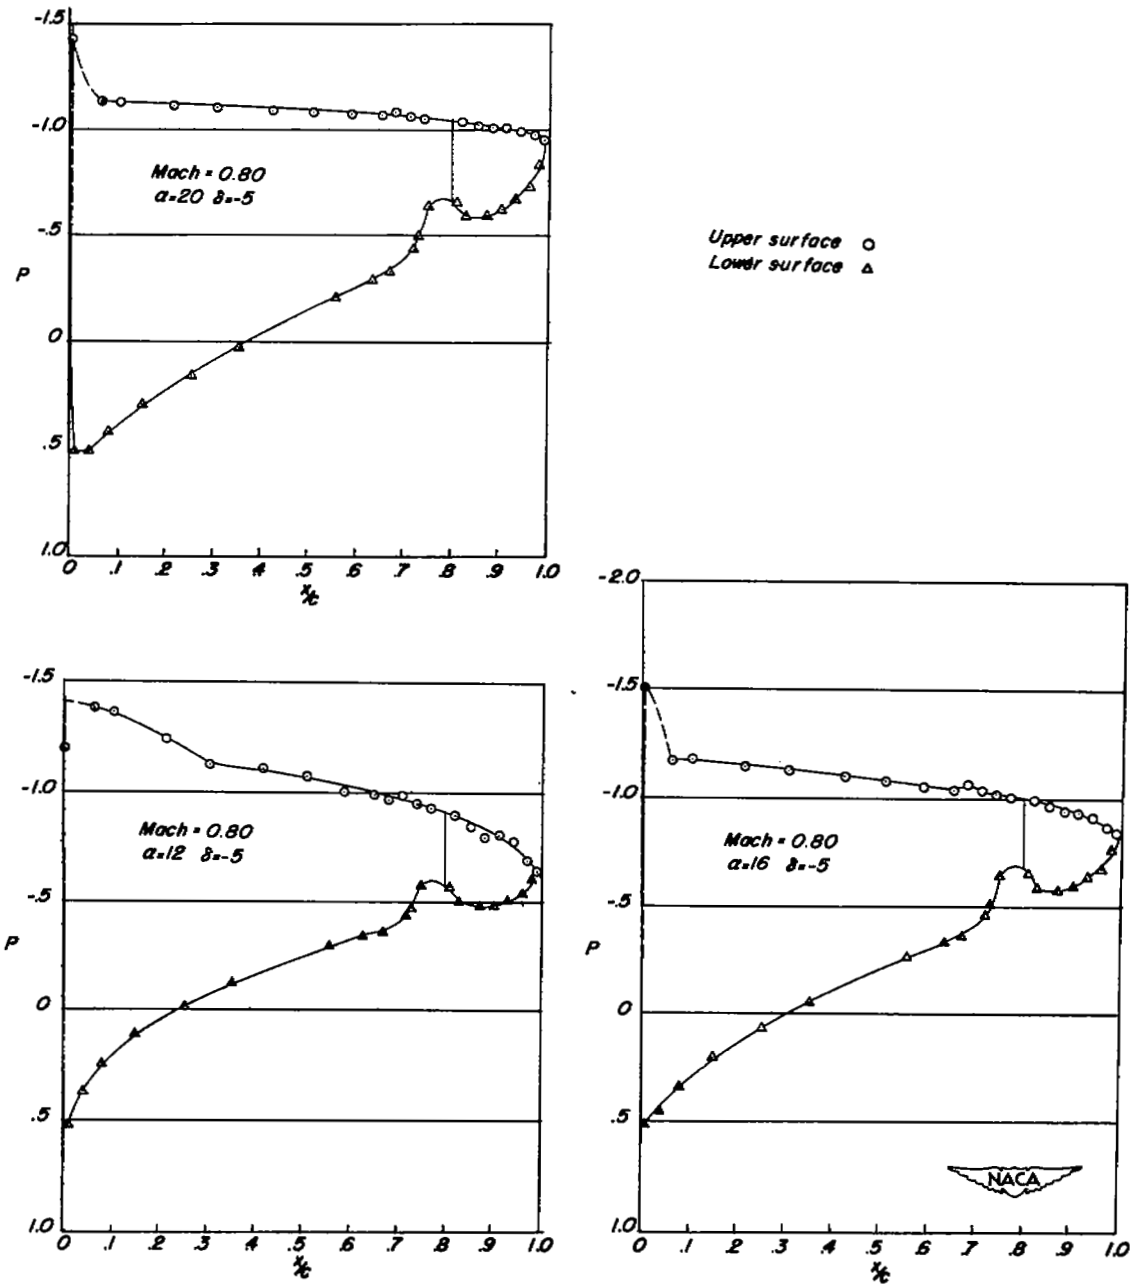 -1.5
-1.0
Mach = 0.80
α=20 δ=-5
-.5
P
0
.5
1.0
0 .1 .2 .3 .4 .5 .6 .7 .8 .9 1.0
x/c
Upper surface
Lower surface
-1.5
-1.0
Mach = 0.80
α=12 δ=-5
-.5
P
0
.5
1.0
0 .1 .2 .3 .4 .5 .6 .7 .8 .9 1.0
x/c
-2.0
-1.5
-1.0
Mach = 0.80
α=16 δ=-5
-.5
P
0
.5
NACA
1.0
0 .1 .2 .3 .4 .5 .6 .7 .8 .9 1.0
x/c